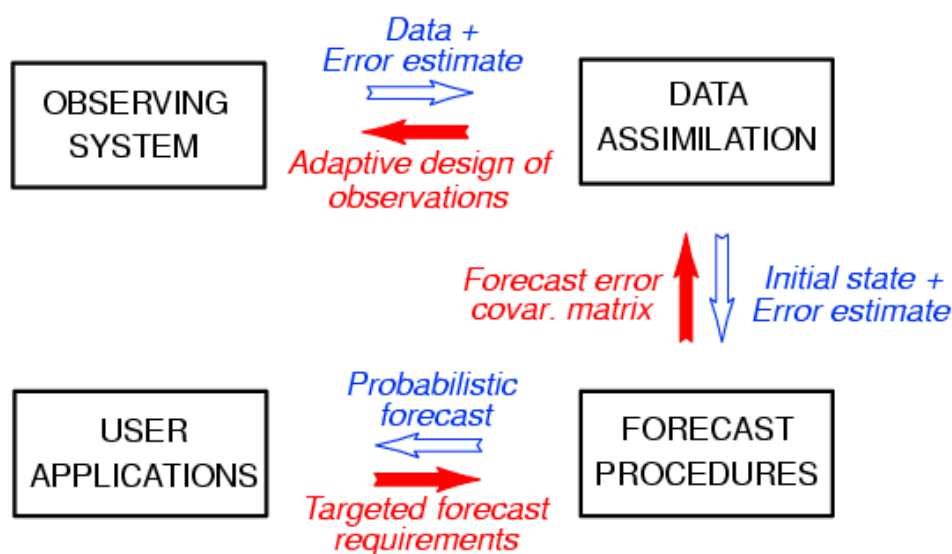 OBSERVING
SYSTEM
Data +
Error estimate
Adaptive design of
observations
DATA
ASSIMILATION
Forecast error
covar. matrix
Initial state +
Error estimate
USER
APPLICATIONS
Probabilistic
forecast
Targeted forecast
requirements
FORECAST
PROCEDURES